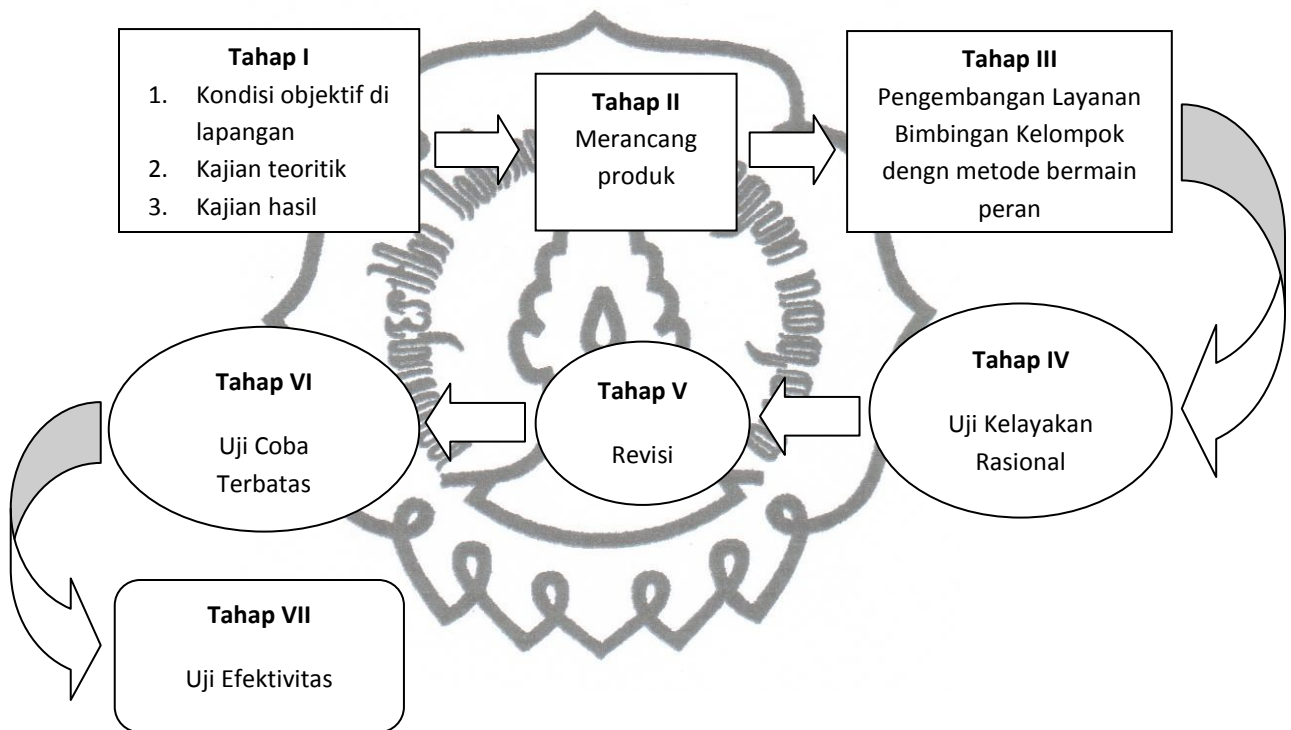 Tahap I
1. Kondisi objektif di
lapangan
2. Kajian teoritik
3. Kajian hasil
Tahap II
Merancang
produk
Tahap III
Pengembangan Layanan
Bimbingan Kelompok
dengn metode bermain
peran
Tahap IV
Uji Kelayakan
Rasional
Tahap V
Revisi
Tahap VI
Uji Coba
Terbatas
Tahap VII
Uji Efektivitas